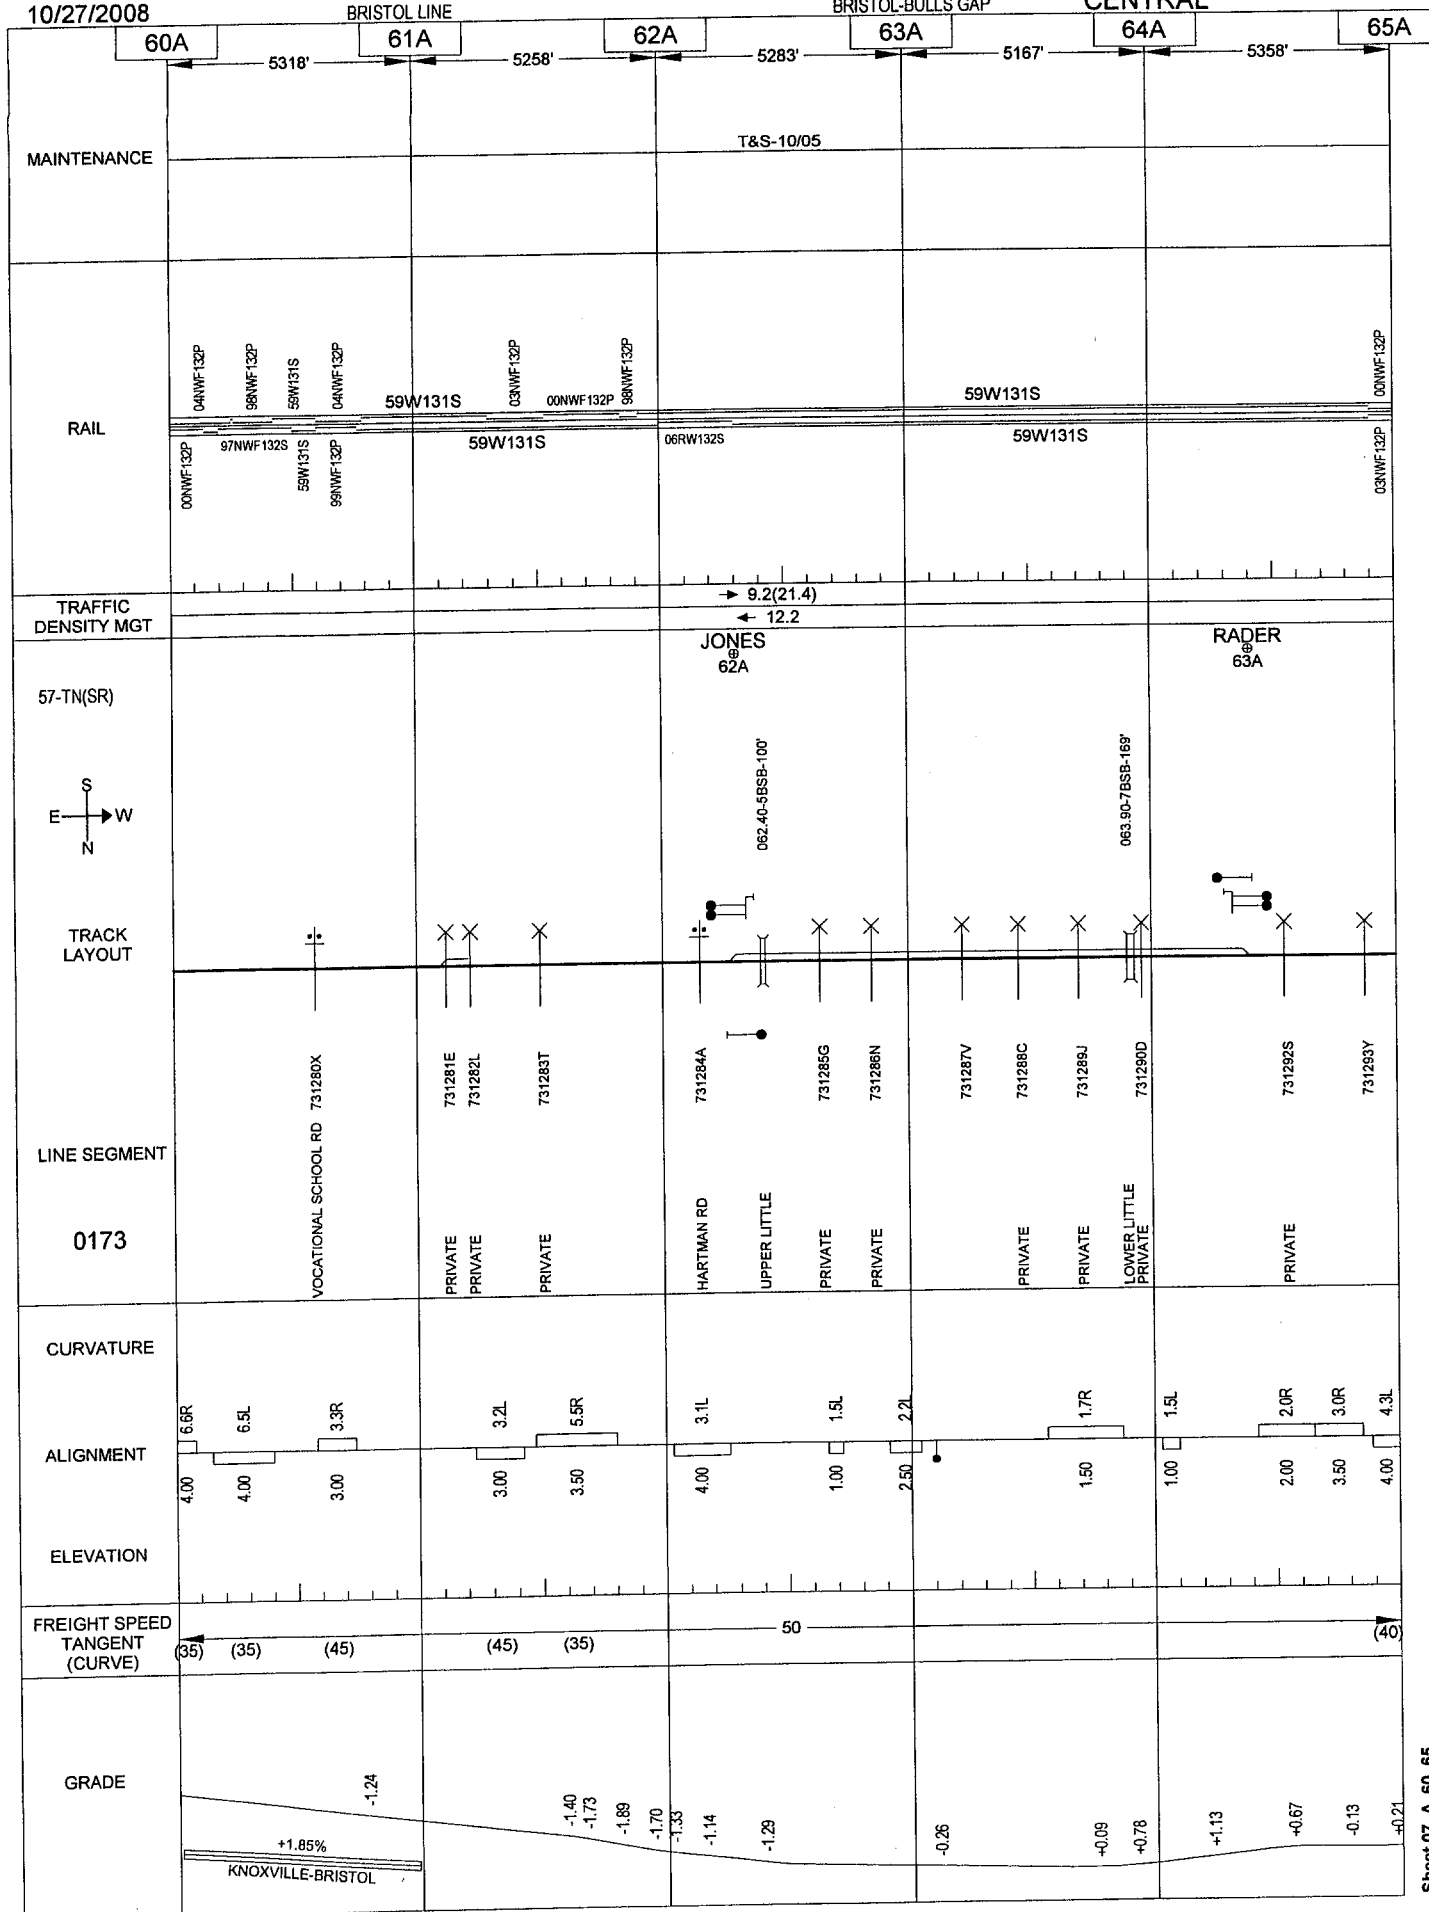 10/27/2008 BRISTOL LINE BRISTOL-BULLS GAP CENTRAL
60A 61A 62A 63A 64A 65A
5318' 5258' 5283' 5167' 5358'
MAINTENANCE
T&S-10/05
RAIL
04NWF132P 98NWF132P 59W131S 04NWF132P 59W131S 03NWF132P 00NWF132P 98NWF132P 59W131S 00NWF132P
00NWF132P 97NWF132S 59W131S 99NWF132P 59W131S 06RW132S 59W131S 03NWF132P
TRAFFIC
DENSITY MGT
9.2(21.4)
12.2
JONES
62A
RADER
63A
57-TN(SR)
S
E W
N
062.40-5BSB-100' 063.90-7BSB-169'
TRACK
LAYOUT
731280X 731281E 731282L 731283T 731284A 731285G 731286N 731287V 731288C 731289J 731290D 731292S 731293Y
LINE SEGMENT
0173
VOCATIONAL SCHOOL RD PRIVATE PRIVATE PRIVATE HARTMAN RD UPPER LITTLE PRIVATE PRIVATE PRIVATE PRIVATE LOWER LITTLE PRIVATE PRIVATE
CURVATURE
6.6R 6.5L 3.3R 3.2L 5.5R 3.1L 1.5L 2.2L 1.7R 1.5L 2.0R 3.0R 4.3L
ALIGNMENT
4.00 4.00 3.00 3.00 3.50 4.00 1.00 2.50 1.50 1.00 2.00 3.50 4.00
ELEVATION
FREIGHT SPEED
TANGENT
(CURVE)
50
(35) (35) (45) (45) (35) (40)
GRADE
-1.24 -1.40 -1.73 -1.89 -1.70 -1.33 -1.14 -1.29 -0.26 +0.09 +0.78 +1.13 +0.67 -0.13 +0.21
+1.85%
KNOXVILLE-BRISTOL
Sheet 07_A_60_65